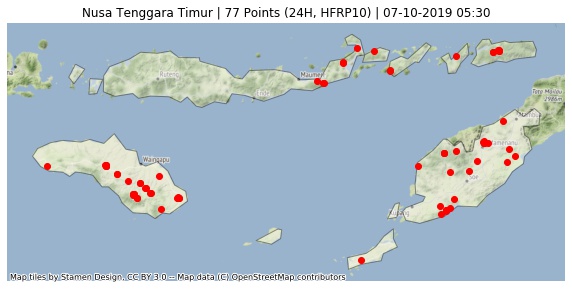 Nusa Tenggara Timur | 77 Points (24H, HFRP10) | 07-10-2019 05:30
Maumere
Ruteng
Ende
Waingapu
Kupang
Map tiles by Stamen Design, CC BY 3.0 -- Map data (C) OpenStreetMap contributors